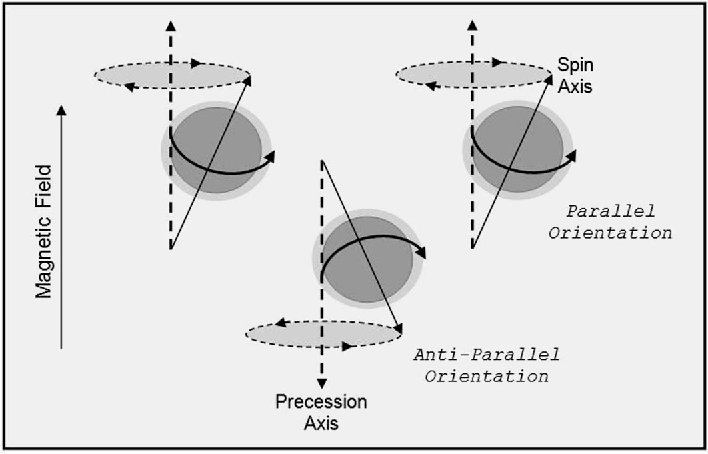 Spin
Axis
Magnetic Field
Parallel
Orientation
Anti-Parallel
Orientation
Precession
Axis